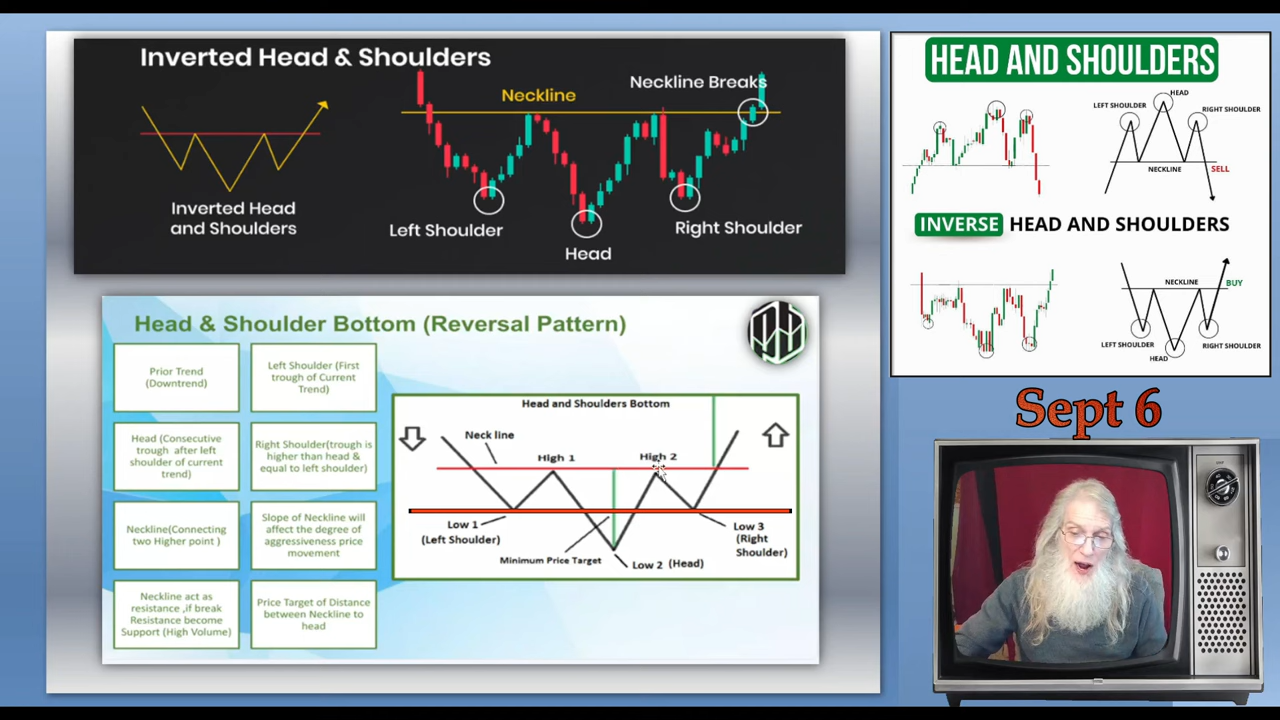 Inverted Head & Shoulders
Neckline
Neckline Breaks
Inverted Head
and Shoulders
Left Shoulder
Head
Right Shoulder
Head & Shoulder Bottom (Reversal Pattern)
Prior Trend
(Downtrend)
Left Shoulder (First
trough of Current
Trend)
Head (Consecutive
trough after left
shoulder of current
trend)
Right Shoulder(trough is
higher than head &
equal to left shoulder)
Neckline(Connecting
two Higher point )
Slope of Neckline will
affect the degree of
aggressiveness price
movement
Neckline act as
resistance ,if break
Resistance become
Support (High Volume)
Price Target of Distance
between Neckline to
head
Head and Shoulders Bottom
Neck line
High 1
High 2
Low 1
(Left Shoulder)
Minimum Price Target
Low 2 (Head)
Low 3
(Right
Shoulder)
HEAD AND SHOULDERS
HEAD
LEFT SHOULDER
RIGHT SHOULDER
NECKLINE
SELL
INVERSE HEAD AND SHOULDERS
NECKLINE
BUY
LEFT SHOULDER
RIGHT SHOULDER
HEAD
Sept 6